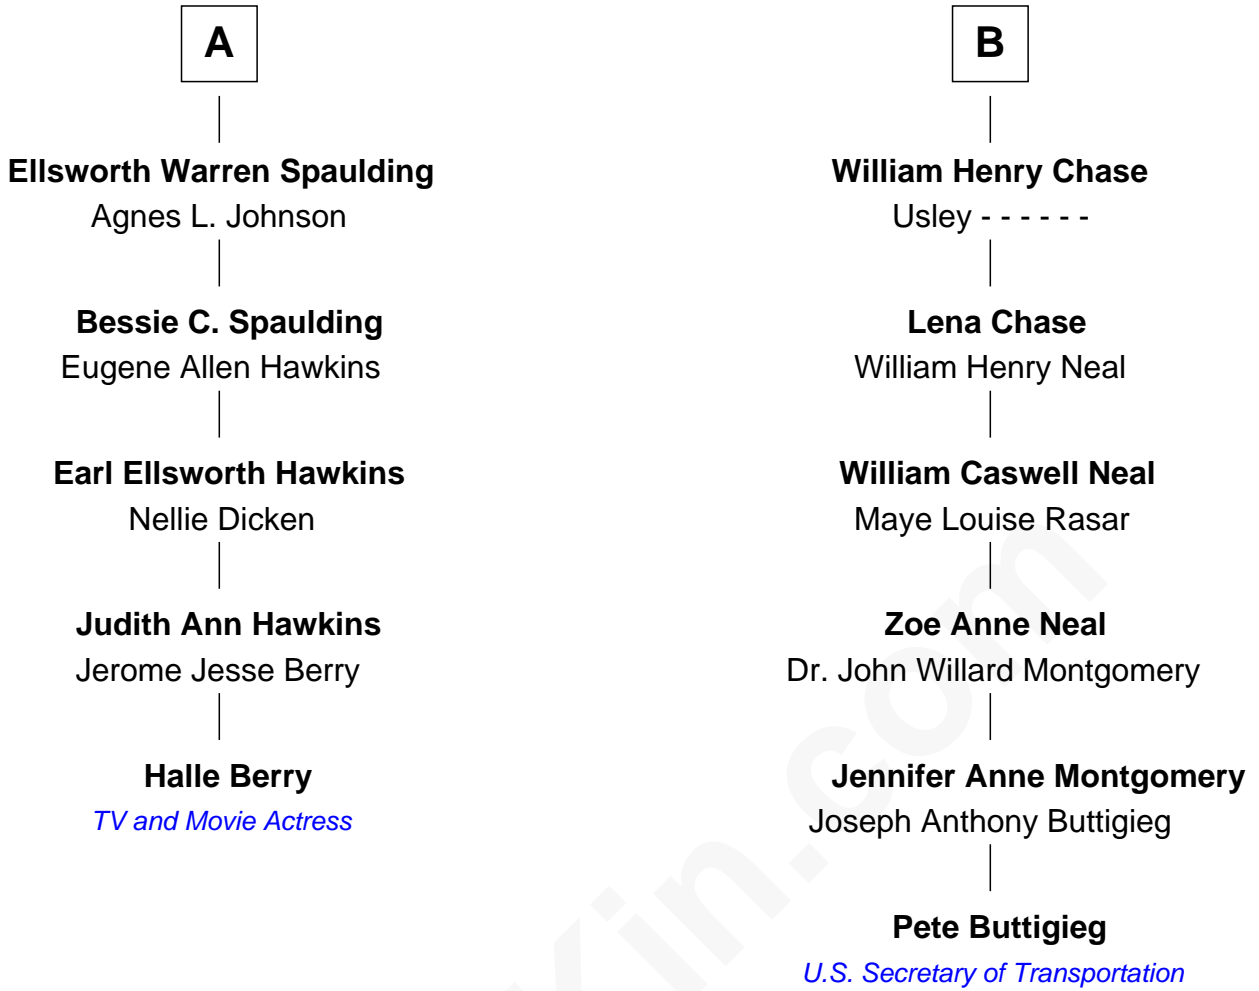 A
Ellsworth Warren Spaulding
Agnes L. Johnson
Bessie C. Spaulding
Eugene Allen Hawkins
Earl Ellsworth Hawkins
Nellie Dicken
Judith Ann Hawkins
Jerome Jesse Berry
Halle Berry
TV and Movie Actress
B
William Henry Chase
Usley - - - - - -
Lena Chase
William Henry Neal
William Caswell Neal
Maye Louise Rasar
Zoe Anne Neal
Dr. John Willard Montgomery
Jennifer Anne Montgomery
Joseph Anthony Buttigieg
Pete Buttigieg
U.S. Secretary of Transportation
Kin.com